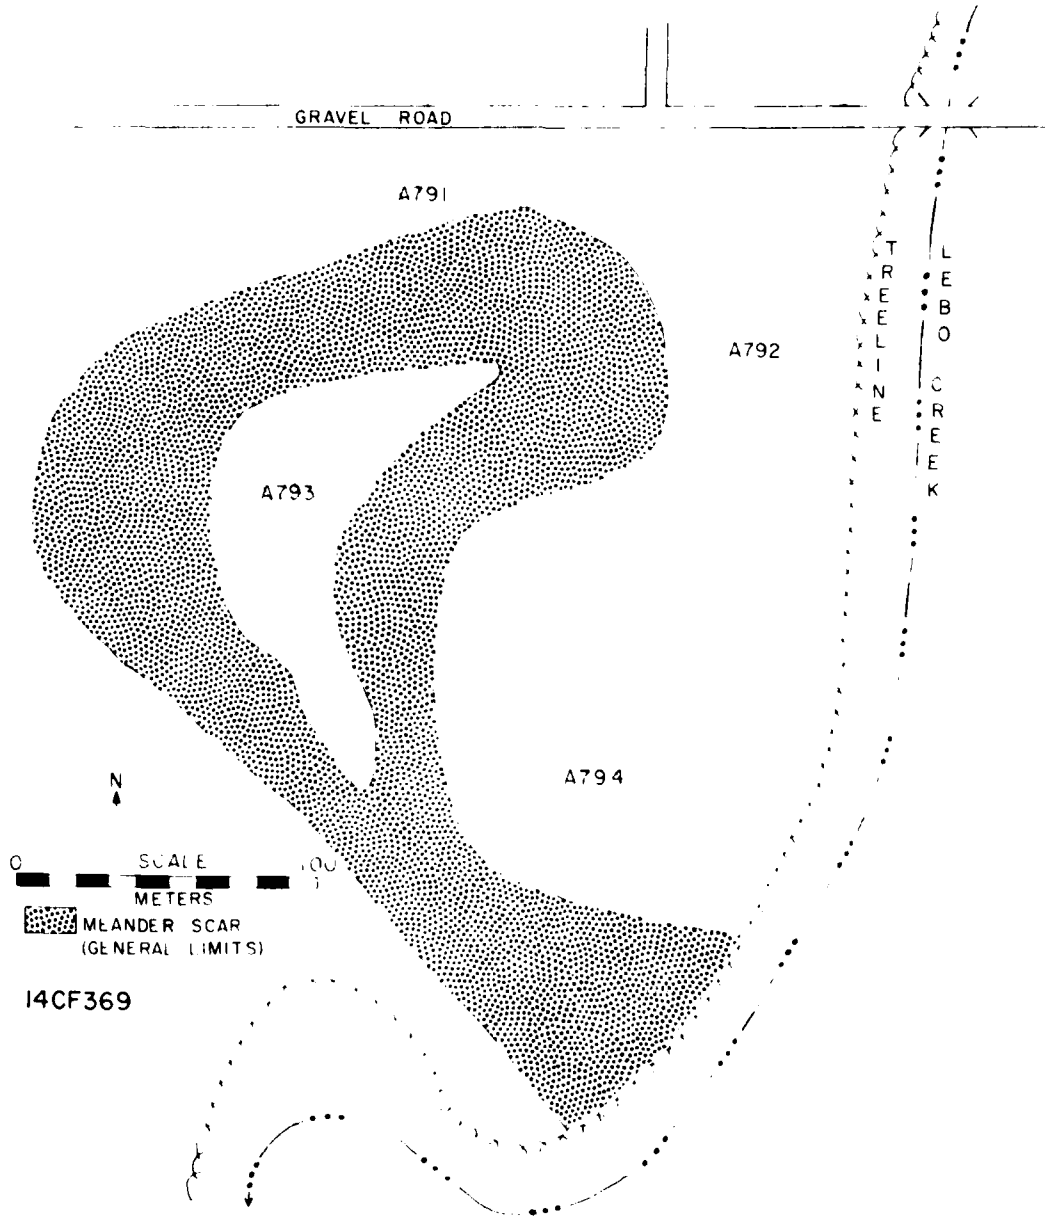 GRAVEL ROAD
A791
TREELINE
LEBO CREEK
A792
A793
A794
N
0 SCALE 100
METERS
MEANDER SCAR
(GENERAL LIMITS)
14CF369